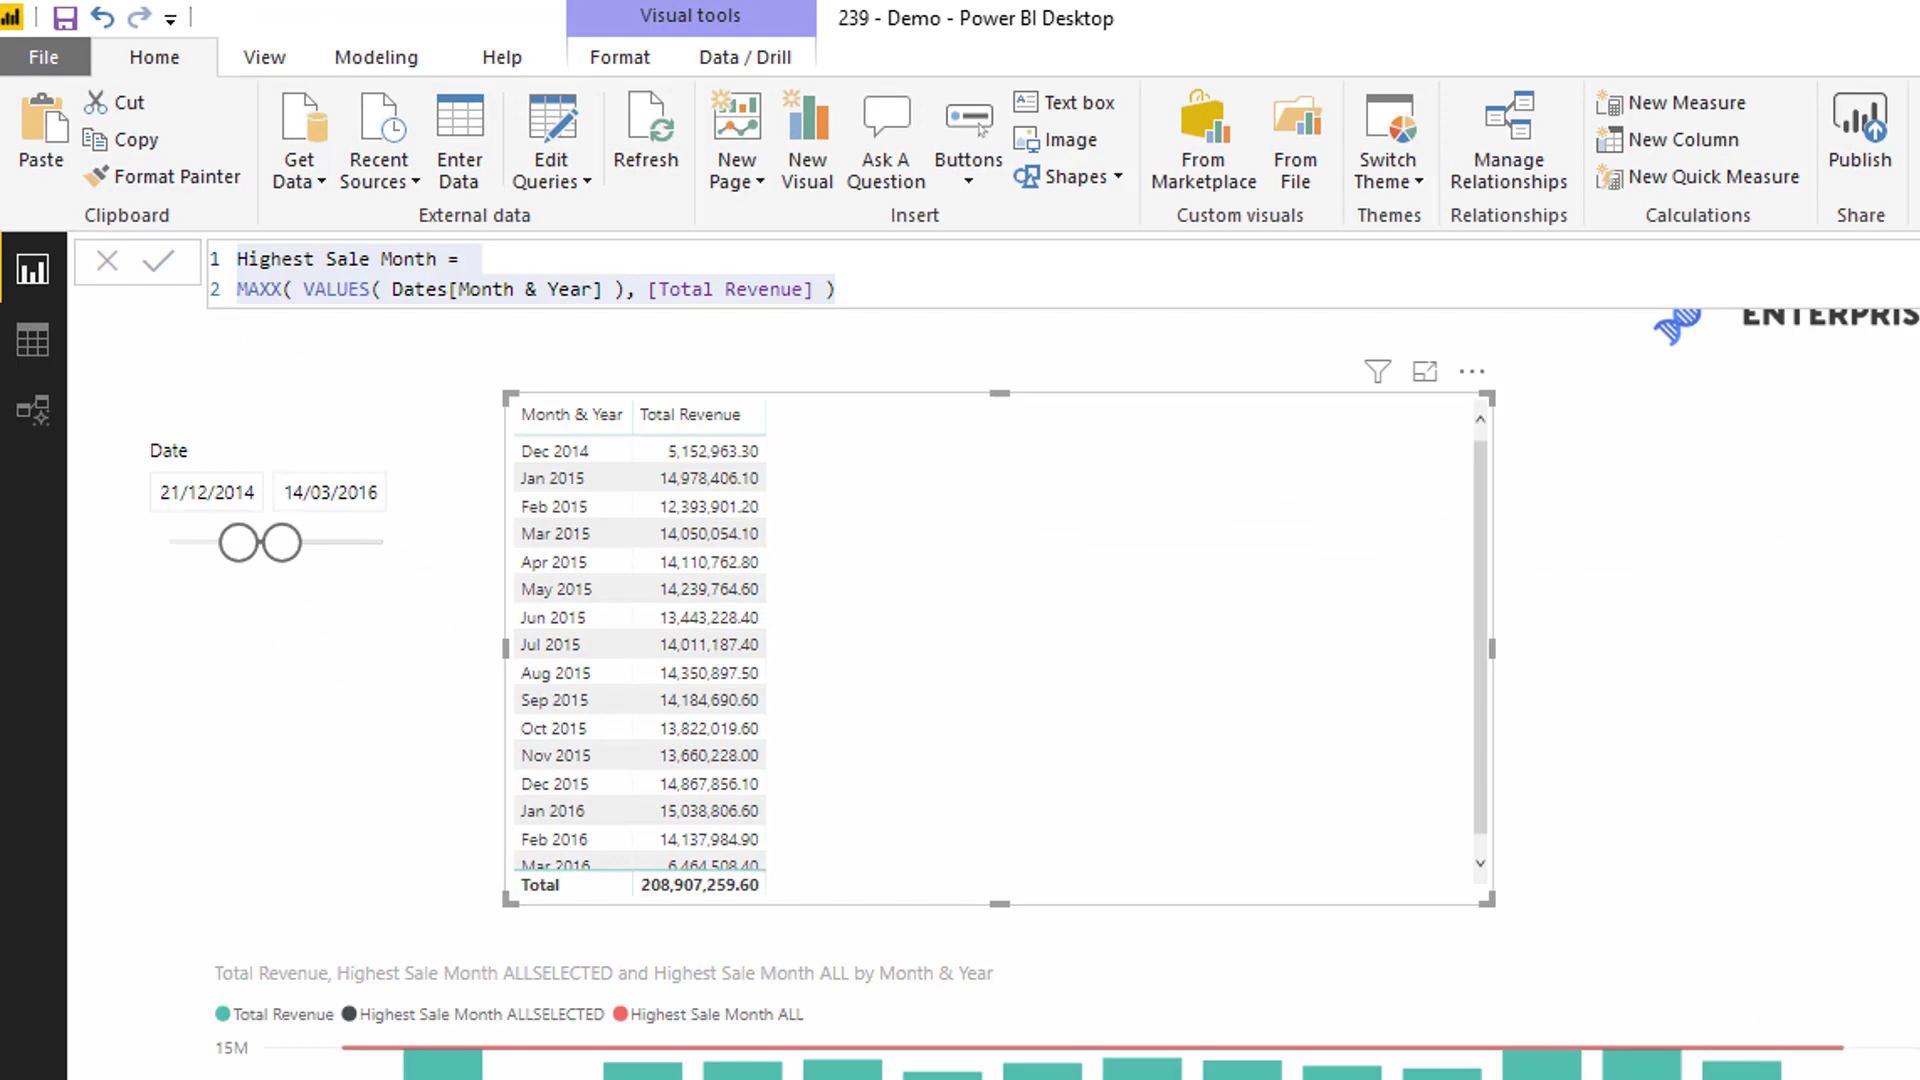 Visual tools
239 - Demo - Power BI Desktop
File Home View Modeling Help Format Data / Drill
Paste
Cut
Copy
Format Painter
Clipboard
Get Data
Recent Sources
Enter Data
Edit Queries
Refresh
External data
New Page
New Visual
Ask A Question
Buttons
Text box
Image
Shapes
Insert
From Marketplace
From File
Custom visuals
Switch Theme
Themes
Manage Relationships
Relationships
New Measure
New Column
New Quick Measure
Calculations
Publish
Share
1 Highest Sale Month =
2 MAXX( VALUES( Dates[Month & Year] ), [Total Revenue] )
ENTERPRIS
Date
21/12/2014 14/03/2016
Month & Year Total Revenue
Dec 2014 5,152,963.30
Jan 2015 14,978,406.10
Feb 2015 12,393,901.20
Mar 2015 14,050,054.10
Apr 2015 14,110,762.80
May 2015 14,239,764.60
Jun 2015 13,443,228.40
Jul 2015 14,011,187.40
Aug 2015 14,350,897.50
Sep 2015 14,184,690.60
Oct 2015 13,822,019.60
Nov 2015 13,660,228.00
Dec 2015 14,867,856.10
Jan 2016 15,038,806.60
Feb 2016 14,137,984.90
Mar 2016 6,464,508.40
Total 208,907,259.60
Total Revenue, Highest Sale Month ALLSELECTED and Highest Sale Month ALL by Month & Year
Total Revenue Highest Sale Month ALLSELECTED Highest Sale Month ALL
15M